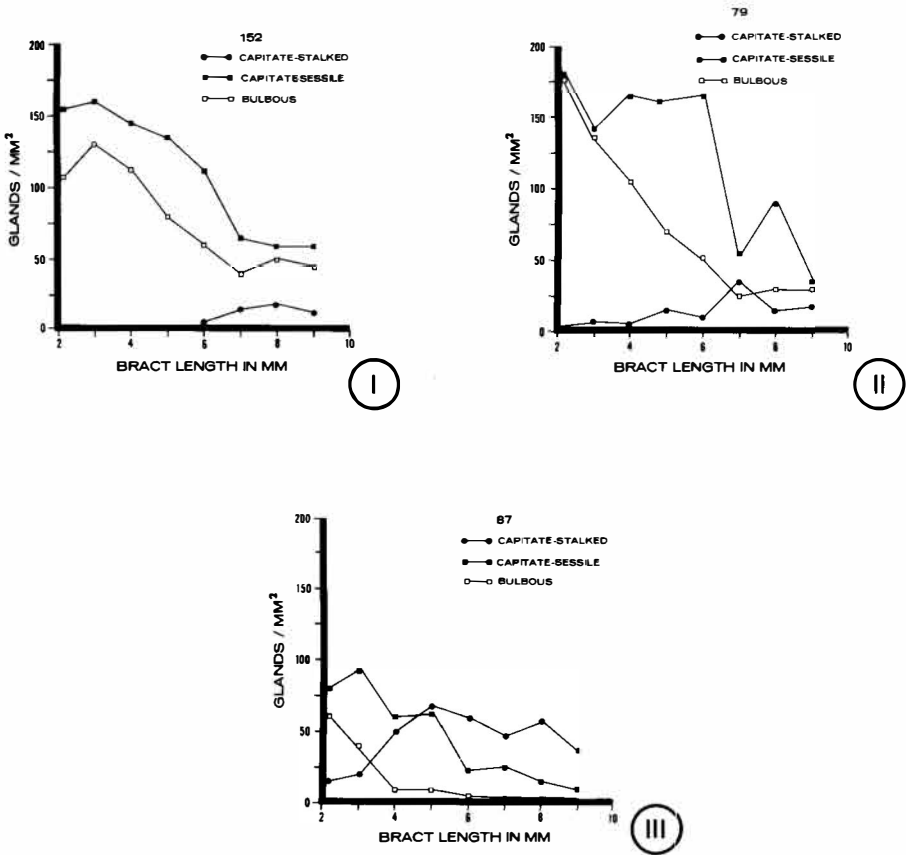 152
CAPITATE-STALKED
CAPITATE-SESSILE
BULBOUS
200
150
100
50
0
GLANDS / MM²
2 4 6 8 10
BRACT LENGTH IN MM
I
79
CAPITATE-STALKED
CAPITATE-SESSILE
BULBOUS
200
150
100
50
0
GLANDS / MM²
2 4 6 8 10
BRACT LENGTH IN MM
II
87
CAPITATE-STALKED
CAPITATE-SESSILE
BULBOUS
200
150
100
50
0
GLANDS / MM²
2 4 6 8 10
BRACT LENGTH IN MM
III